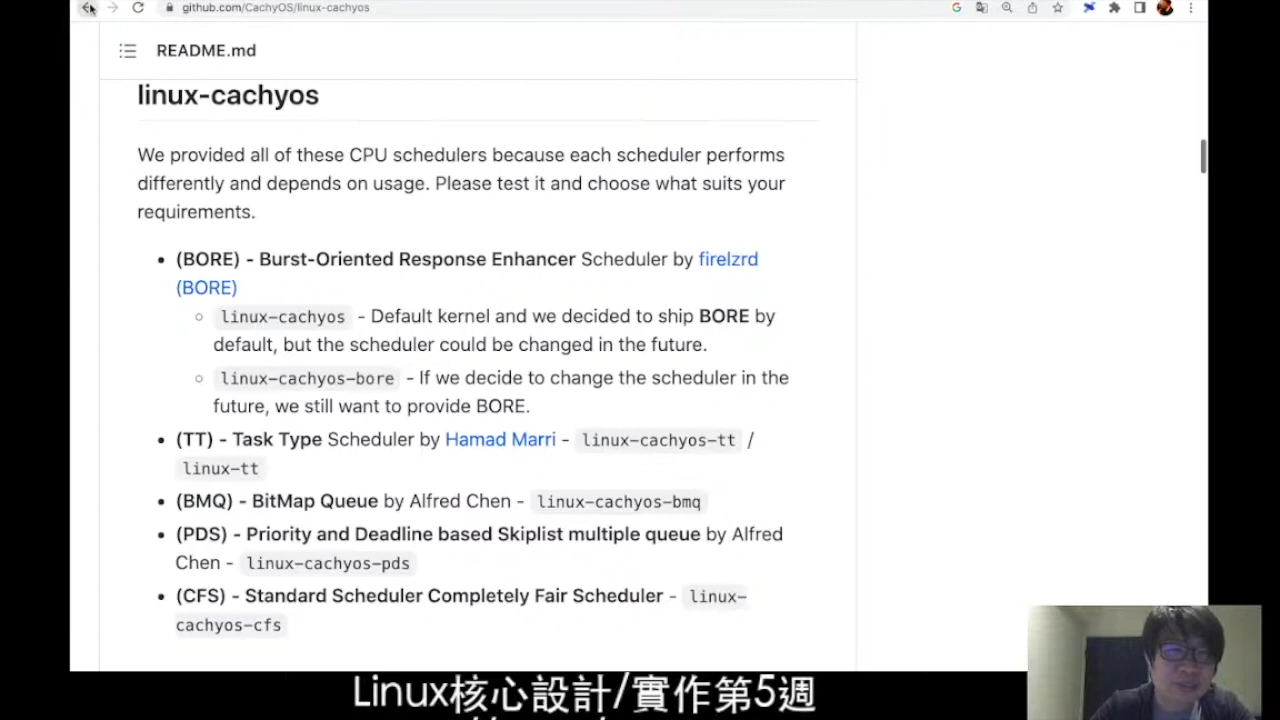 github.com/CachyOS/linux-cachyos
README.md
linux-cachyos
We provided all of these CPU schedulers because each scheduler performs
differently and depends on usage. Please test it and choose what suits your
requirements.
• (BORE) - Burst-Oriented Response Enhancer Scheduler by firelzrd
(BORE)
◦ linux-cachyos - Default kernel and we decided to ship BORE by
default, but the scheduler could be changed in the future.
◦ linux-cachyos-bore - If we decide to change the scheduler in the
future, we still want to provide BORE.
• (TT) - Task Type Scheduler by Hamad Marri - linux-cachyos-tt /
linux-tt
• (BMQ) - BitMap Queue by Alfred Chen - linux-cachyos-bmq
• (PDS) - Priority and Deadline based Skiplist multiple queue by Alfred
Chen - linux-cachyos-pds
• (CFS) - Standard Scheduler Completely Fair Scheduler - linux-
cachyos-cfs
Linux核心設計/實作第5週